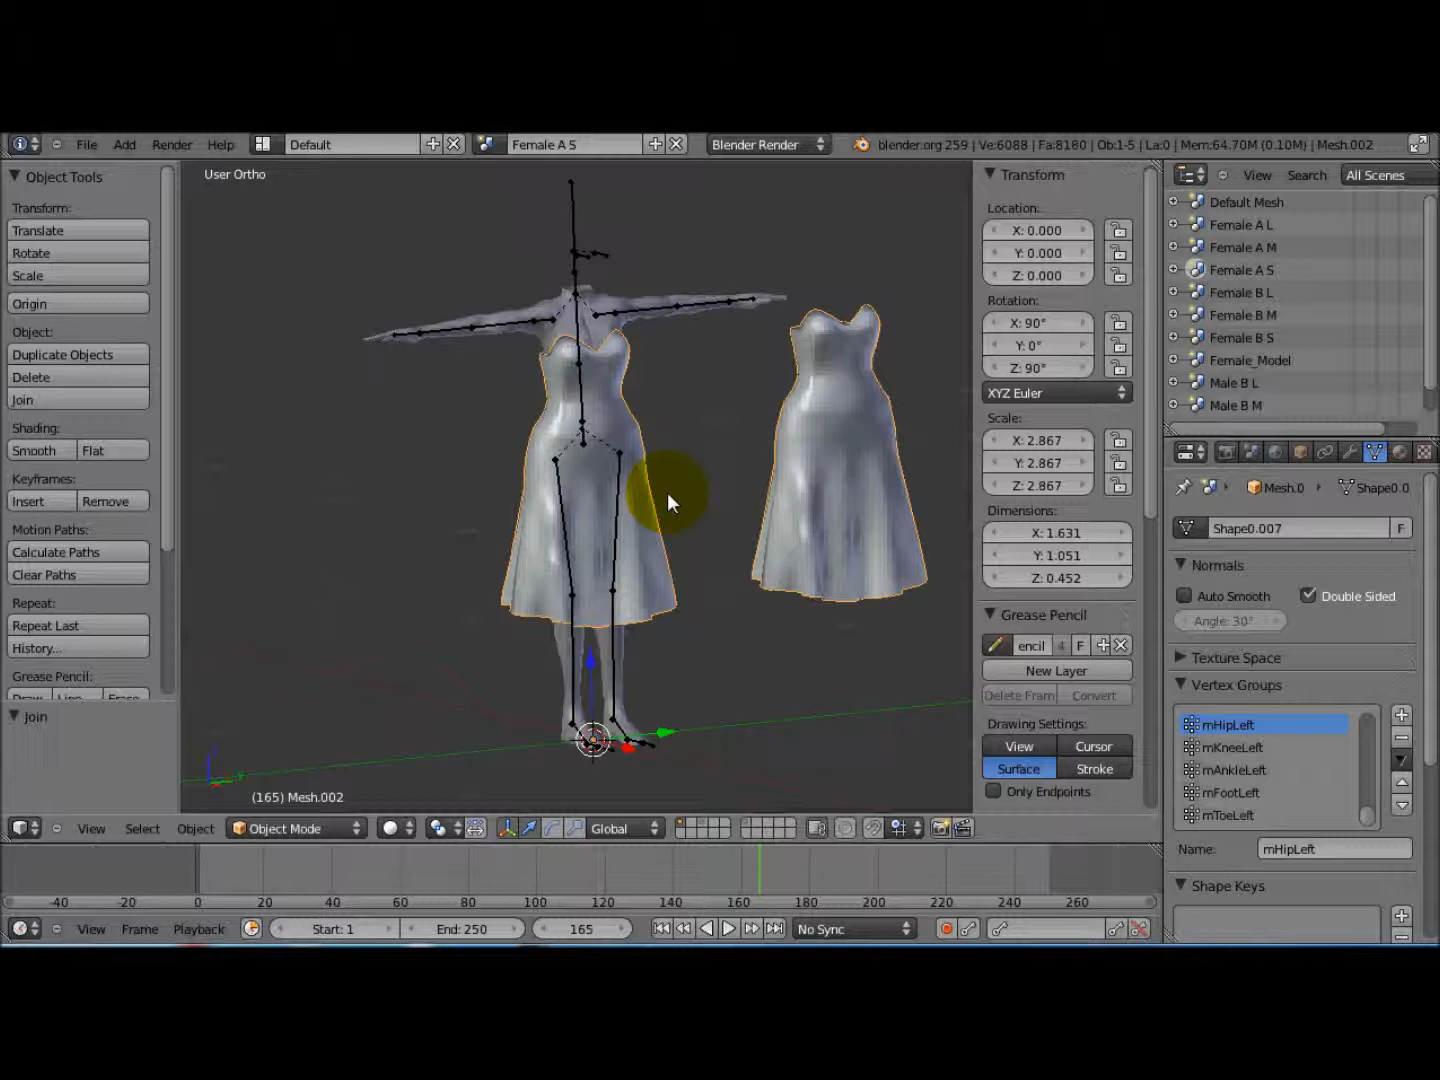 File Add Render Help Default Female A S Blender Render blender.org 259 | Ve:6088 | Fa:8180 | Ob:1-5 | La:0 | Mem:64.70M (0.10M) | Mesh.002
Object Tools
Transform:
Translate
Rotate
Scale
Origin
Object:
Duplicate Objects
Delete
Join
Shading:
Smooth Flat
Keyframes:
Insert Remove
Motion Paths:
Calculate Paths
Clear Paths
Repeat:
Repeat Last
History...
Grease Pencil:
Draw Line Erase
Join
User Ortho
(165) Mesh.002
Transform
Location:
X: 0.000
Y: 0.000
Z: 0.000
Rotation:
X: 90°
Y: 0°
Z: 90°
XYZ Euler
Scale:
X: 2.867
Y: 2.867
Z: 2.867
Dimensions:
X: 1.631
Y: 1.051
Z: 0.452
Grease Pencil
encil 4 F
New Layer
Delete Fram Convert
Drawing Settings:
View Cursor
Surface Stroke
Only Endpoints
View Search All Scenes
Default Mesh
Female A L
Female A M
Female A S
Female B L
Female B M
Female B S
Female_Model
Male B L
Male B M
Mesh.0 Shape0.0
Shape0.007 F
Normals
Auto Smooth Double Sided
Angle: 30°
Texture Space
Vertex Groups
mHipLeft
mKneeLeft
mAnkleLeft
mFootLeft
mToeLeft
Name: mHipLeft
Shape Keys
View Select Object Object Mode Global
-40 -20 0 20 40 60 80 100 120 140 160 180 200 220 240 260
View Frame Playback Start: 1 End: 250 165 No Sync